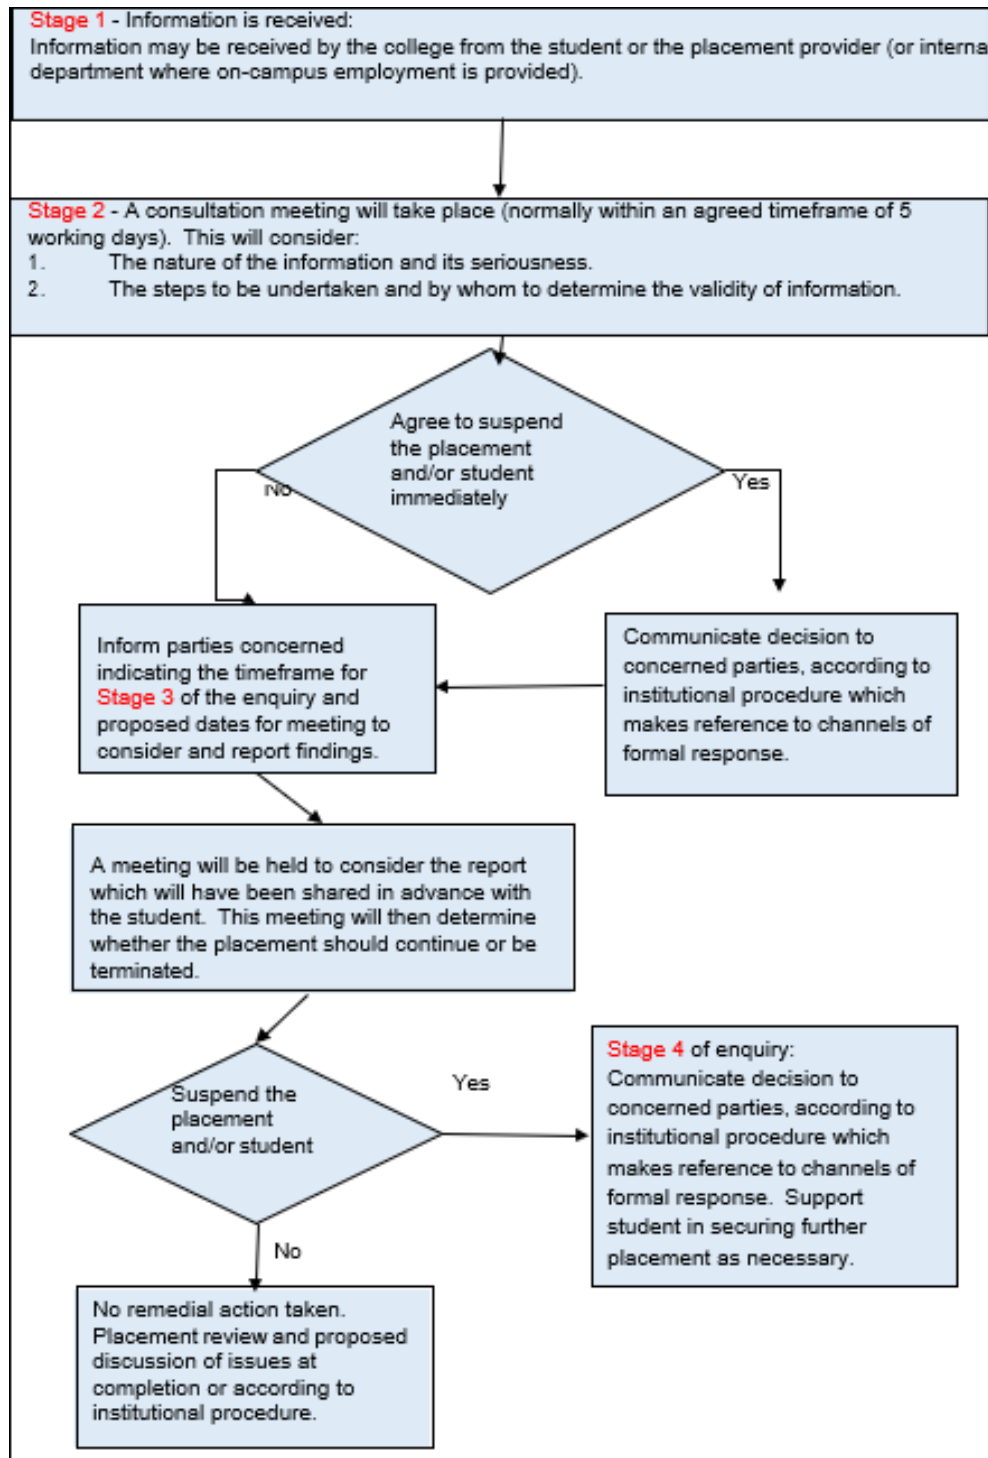 Stage 1 - Information is received:
Information may be received by the college from the student or the placement provider (or interna
department where on-campus employment is provided).
Stage 2 - A consultation meeting will take place (normally within an agreed timeframe of 5
working days). This will consider:
1. The nature of the information and its seriousness.
2. The steps to be undertaken and by whom to determine the validity of information.
Agree to suspend
the placement
and/or student
immediately
No
Yes
Inform parties concerned
indicating the timeframe for
Stage 3 of the enquiry and
proposed dates for meeting to
consider and report findings.
Communicate decision to
concerned parties, according to
institutional procedure which
makes reference to channels of
formal response.
A meeting will be held to consider the report
which will have been shared in advance with
the student. This meeting will then determine
whether the placement should continue or be
terminated.
Suspend the
placement
and/or student
Yes
Stage 4 of enquiry:
Communicate decision to
concerned parties, according to
institutional procedure which
makes reference to channels of
formal response. Support
student in securing further
placement as necessary.
No
No remedial action taken.
Placement review and proposed
discussion of issues at
completion or according to
institutional procedure.